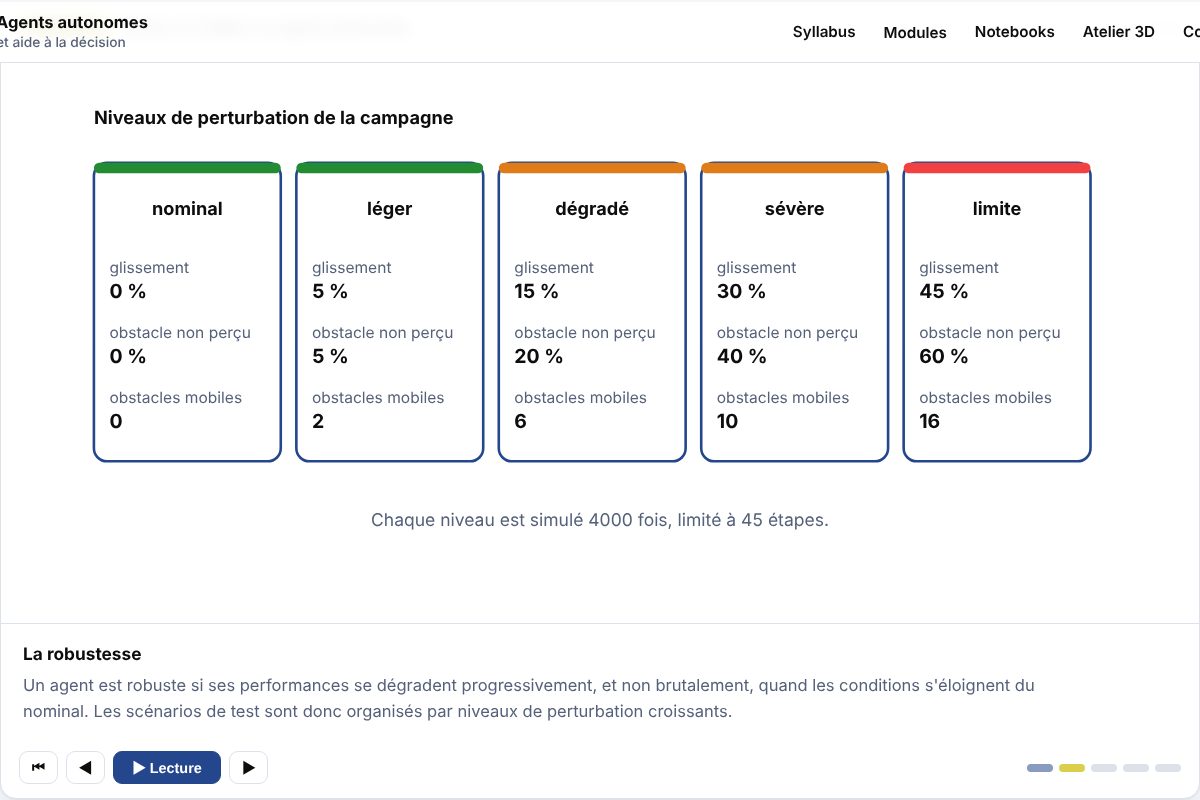 Agents autonomes
et aide à la décision
Syllabus
Modules
Notebooks
Atelier 3D
Niveaux de perturbation de la campagne
nominal
glissement
0 %
obstacle non perçu
0 %
obstacles mobiles
0
léger
glissement
5 %
obstacle non perçu
5 %
obstacles mobiles
2
dégradé
glissement
15 %
obstacle non perçu
20 %
obstacles mobiles
6
sévère
glissement
30 %
obstacle non perçu
40 %
obstacles mobiles
10
limite
glissement
45 %
obstacle non perçu
60 %
obstacles mobiles
16
Chaque niveau est simulé 4000 fois, limité à 45 étapes.
La robustesse
Un agent est robuste si ses performances se dégradent progressivement, et non brutalement, quand les conditions s'éloignent du
nominal. Les scénarios de test sont donc organisés par niveaux de perturbation croissants.
Lecture